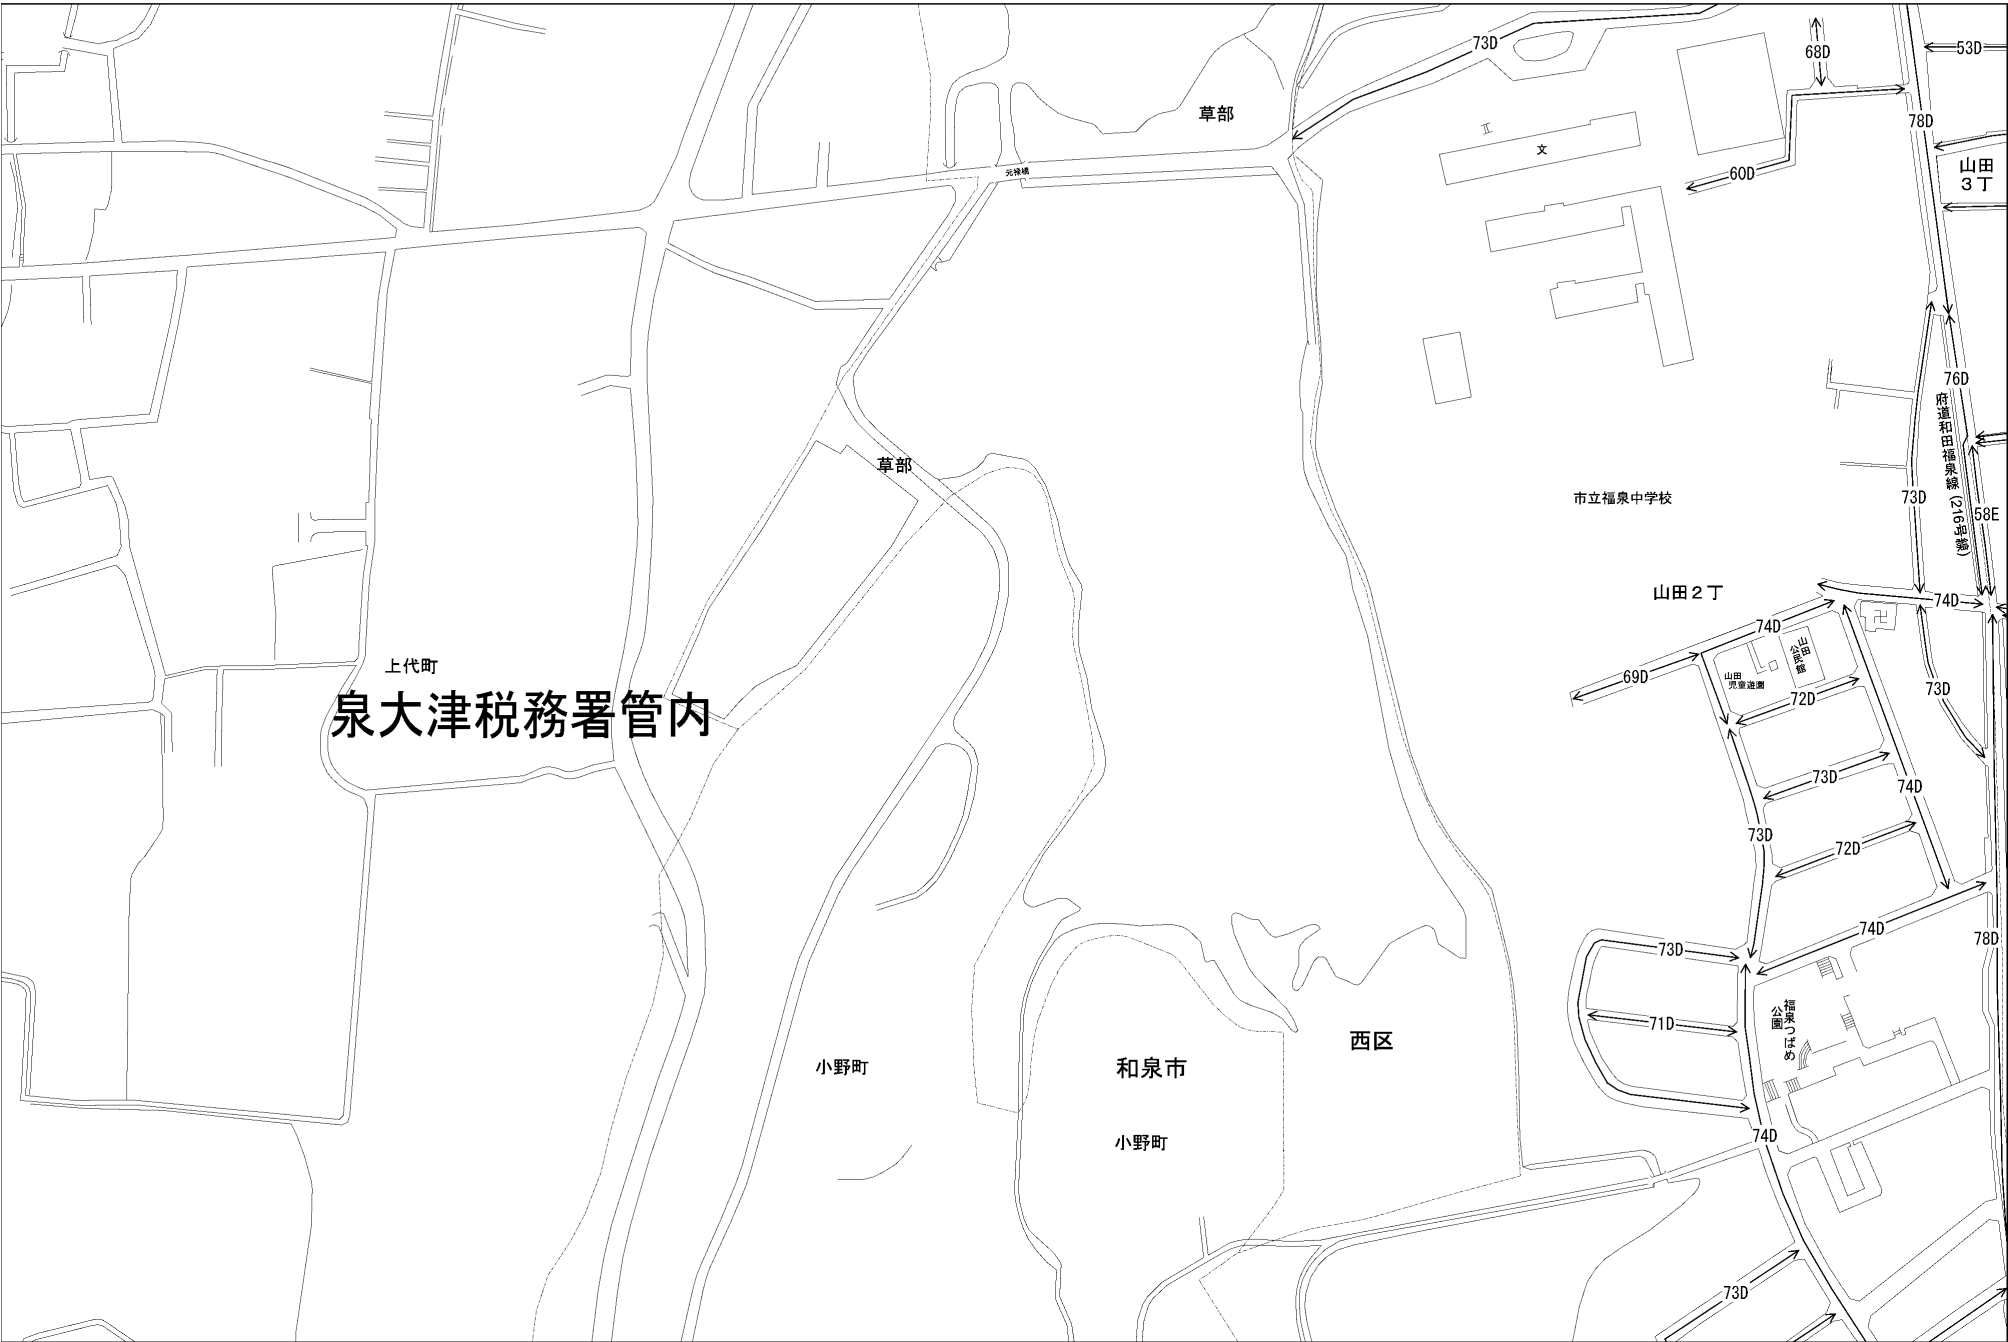 73D
68D
53D
78D
草部
文
60D
山田
3丁
元禄橋
76D
府道和田福泉線(216号線)
草部
市立福泉中学校
73D
58E
山田2丁
74D
74D
山田
公民館
69D
山田
児童遊園
72D
73D
上代町
泉大津税務署管内
73D
74D
73D
72D
74D
78D
73D
71D
福泉つばめ
公園
西区
和泉市
小野町
小野町
74D
73D